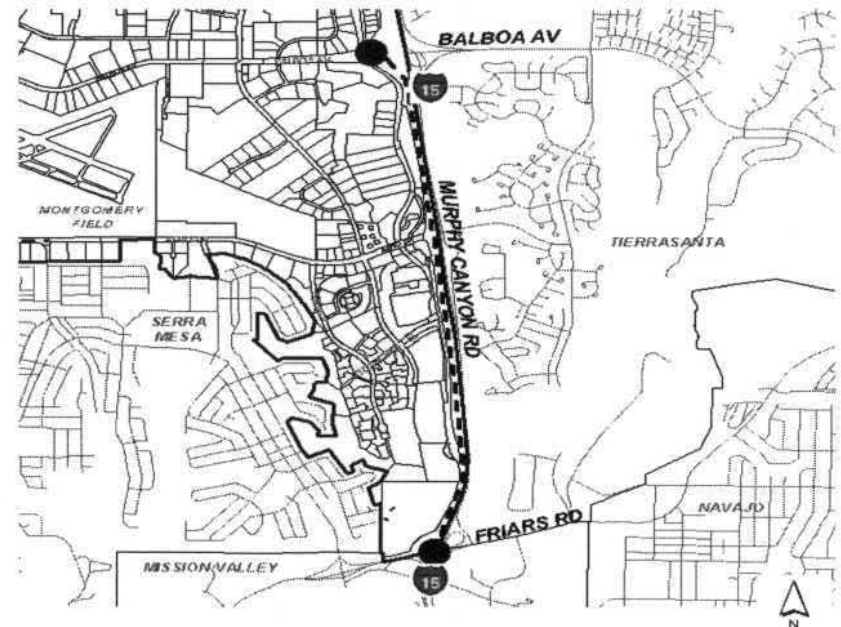 BALBOA AV
15
MURPHY CANYON RD
MONTGOMERY
FIELD
TIERRASANTA
SERRA
MESA
NAVAJO
FRIARS RD
MISSION VALLEY
15
N